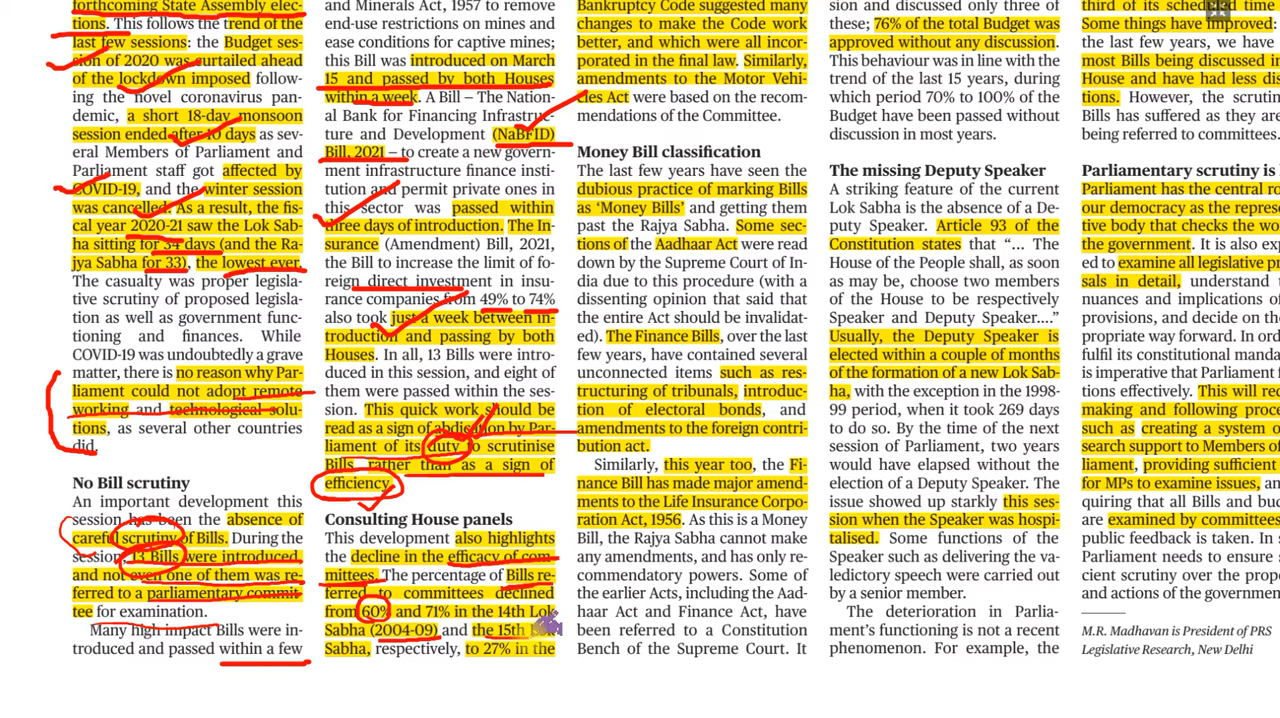 forthcoming State Assembly elec-
tions. This follows the trend of the
last few sessions: the Budget ses-
sion of 2020 was curtailed ahead
of the lockdown imposed follow-
ing the novel coronavirus pan-
demic, a short 18-day monsoon
session ended after 10 days as sev-
eral Members of Parliament and
Parliament staff got affected by
COVID-19, and the winter session
was cancelled. As a result, the fis-
cal year 2020-21 saw the Lok Sab-
ha sitting for 34 days (and the Ra-
jya Sabha for 33), the lowest ever.
The casualty was proper legisla-
tive scrutiny of proposed legisla-
tion as well as government func-
tioning and finances. While
COVID-19 was undoubtedly a grave
matter, there is no reason why Par-
liament could not adopt remote
working and technological solu-
tions, as several other countries
did.
No Bill scrutiny
An important development this
session has been the absence of
careful scrutiny of Bills. During the
session, 13 Bills were introduced,
and not even one of them was re-
ferred to a parliamentary commit-
tee for examination.
Many high impact Bills were in-
troduced and passed within a few
and Minerals Act, 1957 to remove
end-use restrictions on mines and
ease conditions for captive mines;
this Bill was introduced on March
15 and passed by both Houses
within a week. A Bill – The Nation-
al Bank for Financing Infrastruc-
ture and Development (NaBFID)
Bill, 2021 – to create a new govern-
ment infrastructure finance insti-
tution and permit private ones in
this sector was passed within
three days of introduction. The In-
surance (Amendment) Bill, 2021,
the Bill to increase the limit of fo-
reign direct investment in insu-
rance companies from 49% to 74%
also took just a week between in-
troduction and passing by both
Houses. In all, 13 Bills were intro-
duced in this session, and eight of
them were passed within the ses-
sion. This quick work should be
read as a sign of abdication by Par-
liament of its duty to scrutinise
Bills, rather than as a sign of
efficiency.
Consulting House panels
This development also highlights
the decline in the efficacy of com-
mittees. The percentage of Bills re-
ferred to committees declined
from 60% and 71% in the 14th Lok
Sabha (2004-09) and the 15th
Sabha, respectively, to 27% in the
Bankruptcy Code suggested many
changes to make the Code work
better, and which were all incor-
porated in the final law. Similarly,
amendments to the Motor Vehi-
cles Act were based on the recom-
mendations of the Committee.
Money Bill classification
The last few years have seen the
dubious practice of marking Bills
as ‘Money Bills’ and getting them
past the Rajya Sabha. Some sec-
tions of the Aadhaar Act were read
down by the Supreme Court of In-
dia due to this procedure (with a
dissenting opinion that said that
the entire Act should be invalidat-
ed). The Finance Bills, over the last
few years, have contained several
unconnected items such as res-
tructuring of tribunals, introduc-
tion of electoral bonds, and
amendments to the foreign contri-
bution act.
Similarly, this year too, the Fi-
nance Bill has made major amend-
ments to the Life Insurance Corpo-
ration Act, 1956. As this is a Money
Bill, the Rajya Sabha cannot make
any amendments, and has only re-
commendatory powers. Some of
the earlier Acts, including the Aad-
haar Act and Finance Act, have
been referred to a Constitution
Bench of the Supreme Court. It
sion and discussed only three of
these; 76% of the total Budget was
approved without any discussion.
This behaviour was in line with the
trend of the last 15 years, during
which period 70% to 100% of the
Budget have been passed without
discussion in most years.
The missing Deputy Speaker
A striking feature of the current
Lok Sabha is the absence of a De-
puty Speaker. Article 93 of the
Constitution states that “... The
House of the People shall, as soon
as may be, choose two members
of the House to be respectively
Speaker and Deputy Speaker....”
Usually, the Deputy Speaker is
elected within a couple of months
of the formation of a new Lok Sab-
ha, with the exception in the 1998-
99 period, when it took 269 days
to do so. By the time of the next
session of Parliament, two years
would have elapsed without the
election of a Deputy Speaker. The
issue showed up starkly this ses-
sion when the Speaker was hospi-
talised. Some functions of the
Speaker such as delivering the va-
ledictory speech were carried out
by a senior member.
The deterioration in Parlia-
ment’s functioning is not a recent
phenomenon. For example, the
third of its scheduled time
Some things have improved:
the last few years, we have
most Bills being discussed in
House and have had less dis
tions. However, the scrutin
Bills has suffered as they are
being referred to committees.
Parliamentary scrutiny is
Parliament has the central ro
our democracy as the represe
tive body that checks the wo
the government. It is also exp
ed to examine all legislative pr
sals in detail, understand
nuances and implications of
provisions, and decide on the
propriate way forward. In ord
fulfil its constitutional manda
is imperative that Parliament f
tions effectively. This will rec
making and following proce
such as creating a system o
search support to Members o
liament, providing sufficient
for MPs to examine issues, an
quiring that all Bills and bud
are examined by committees
public feedback is taken. In s
Parliament needs to ensure
cient scrutiny over the propo
and actions of the government
M.R. Madhavan is President of PRS
Legislative Research, New Delhi